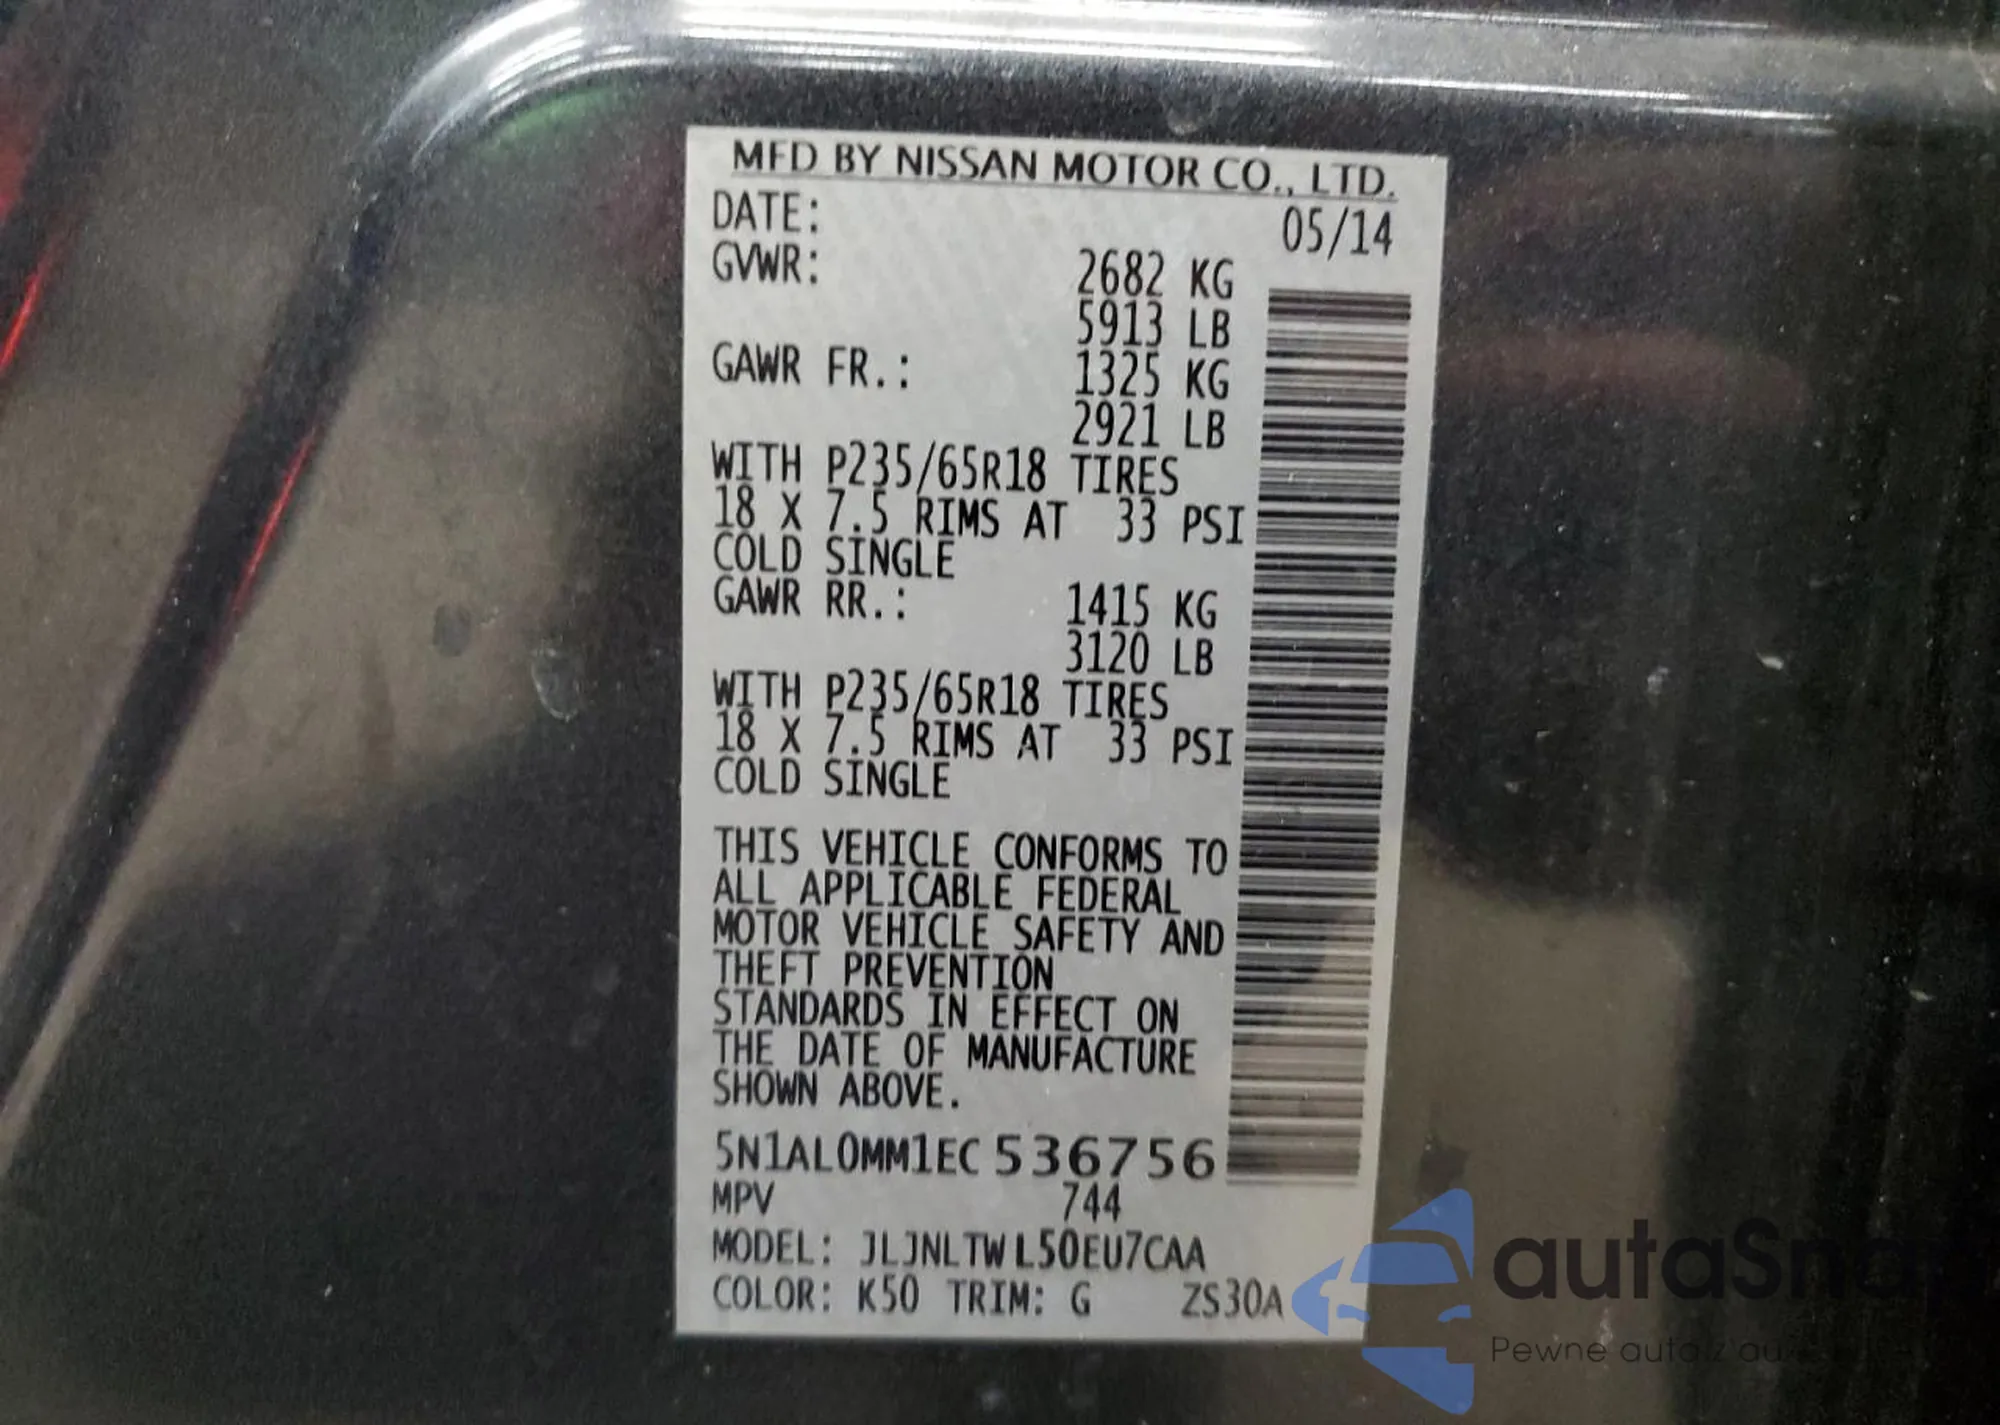 MFD BY NISSAN MOTOR CO., LTD.
DATE: 05/14
GVWR: 2682 KG
5913 LB
GAWR FR.: 1325 KG
2921 LB
WITH P235/65R18 TIRES
18 X 7.5 RIMS AT 33 PSI
COLD SINGLE
GAWR RR.: 1415 KG
3120 LB
WITH P235/65R18 TIRES
18 X 7.5 RIMS AT 33 PSI
COLD SINGLE
THIS VEHICLE CONFORMS TO
ALL APPLICABLE FEDERAL
MOTOR VEHICLE SAFETY AND
THEFT PREVENTION
STANDARDS IN EFFECT ON
THE DATE OF MANUFACTURE
SHOWN ABOVE.
5N1AL0MM1EC536756
MPV 744
MODEL: JLJNLTWL50EU7CAA
COLOR: K50 TRIM: G ZS30A
autaSnap
Pewne auta z